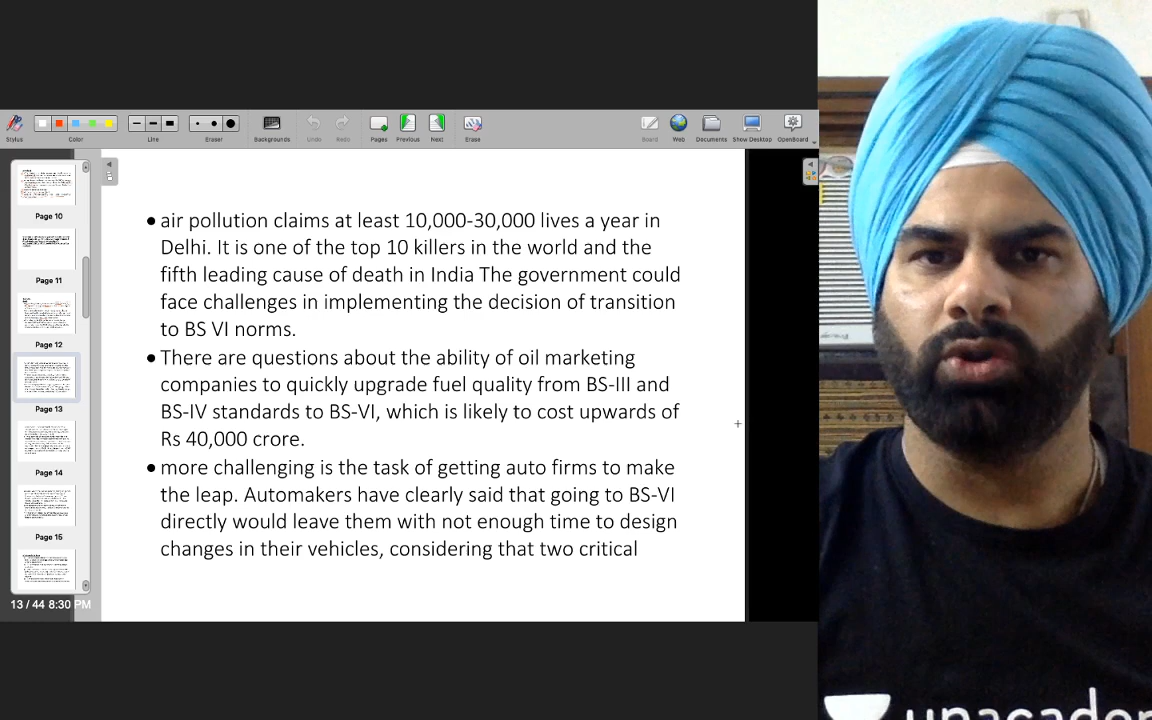 Stylus
Color
Line
Eraser
Backgrounds
Undo
Redo
Pages
Previous
Next
Erase
Board
Web
Documents
Show Desktop
OpenBoard
Page 10
Page 11
Page 12
Page 13
Page 14
Page 15
13 / 44 8:30 PM
• air pollution claims at least 10,000-30,000 lives a year in
Delhi. It is one of the top 10 killers in the world and the
fifth leading cause of death in India The government could
face challenges in implementing the decision of transition
to BS VI norms.
• There are questions about the ability of oil marketing
companies to quickly upgrade fuel quality from BS-III and
BS-IV standards to BS-VI, which is likely to cost upwards of
Rs 40,000 crore.
• more challenging is the task of getting auto firms to make
the leap. Automakers have clearly said that going to BS-VI
directly would leave them with not enough time to design
changes in their vehicles, considering that two critical